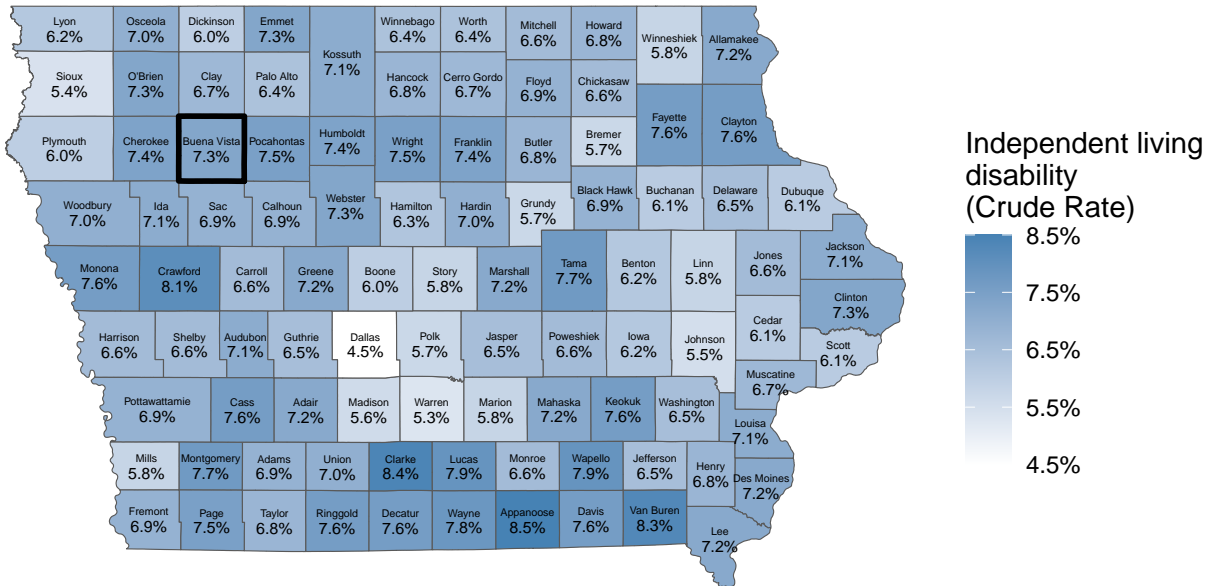 Lyon
6.2%
Osceola
7.0%
Dickinson
6.0%
Emmet
7.3%
Kossuth
7.1%
Winnebago
6.4%
Worth
6.4%
Mitchell
6.6%
Howard
6.8%
Winneshiek
5.8%
Allamakee
7.2%
Sioux
5.4%
O'Brien
7.3%
Clay
6.7%
Palo Alto
6.4%
Hancock
6.8%
Cerro Gordo
6.7%
Floyd
6.9%
Chickasaw
6.6%
Fayette
7.6%
Clayton
7.6%
Plymouth
6.0%
Cherokee
7.4%
Buena Vista
7.3%
Pocahontas
7.5%
Humboldt
7.4%
Wright
7.5%
Franklin
7.4%
Butler
6.8%
Bremer
5.7%
Woodbury
7.0%
Ida
7.1%
Sac
6.9%
Calhoun
6.9%
Webster
7.3%
Hamilton
6.3%
Hardin
7.0%
Grundy
5.7%
Black Hawk
6.9%
Buchanan
6.1%
Delaware
6.5%
Dubuque
6.1%
Monona
7.6%
Crawford
8.1%
Carroll
6.6%
Greene
7.2%
Boone
6.0%
Story
5.8%
Marshall
7.2%
Tama
7.7%
Benton
6.2%
Linn
5.8%
Jones
6.6%
Jackson
7.1%
Clinton
7.3%
Harrison
6.6%
Shelby
6.6%
Audubon
7.1%
Guthrie
6.5%
Dallas
4.5%
Polk
5.7%
Jasper
6.5%
Poweshiek
6.6%
Iowa
6.2%
Johnson
5.5%
Cedar
6.1%
Scott
6.1%
Muscatine
6.7%
Pottawattamie
6.9%
Cass
7.6%
Adair
7.2%
Madison
5.6%
Warren
5.3%
Marion
5.8%
Mahaska
7.2%
Keokuk
7.6%
Washington
6.5%
Louisa
7.1%
Mills
5.8%
Montgomery
7.7%
Adams
6.9%
Union
7.0%
Clarke
8.4%
Lucas
7.9%
Monroe
6.6%
Wapello
7.9%
Jefferson
6.5%
Henry
6.8%
Des Moines
7.2%
Fremont
6.9%
Page
7.5%
Taylor
6.8%
Ringgold
7.6%
Decatur
7.6%
Wayne
7.8%
Appanoose
8.5%
Davis
7.6%
Van Buren
8.3%
Lee
7.2%
Independent living
disability
(Crude Rate)
8.5%
7.5%
6.5%
5.5%
4.5%